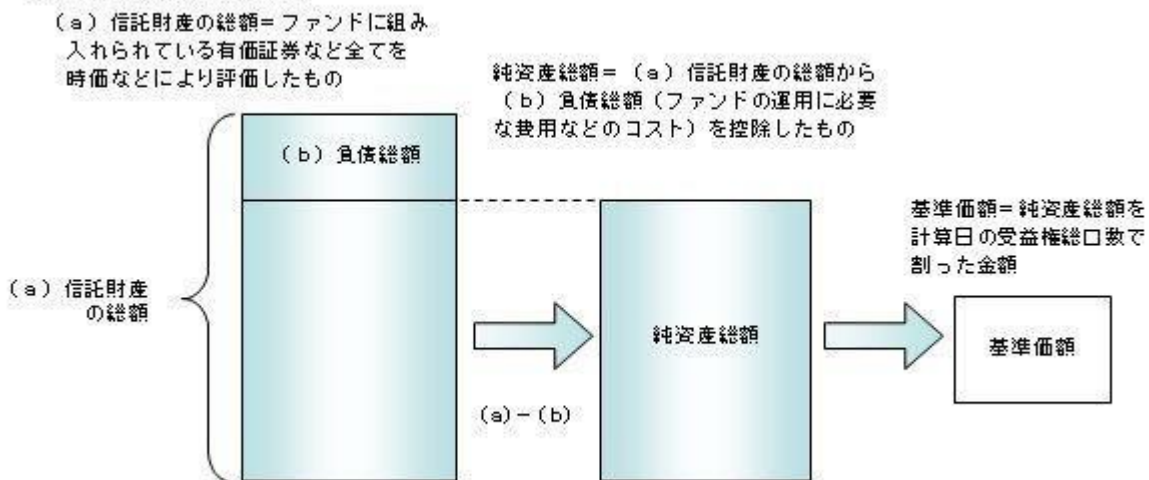 (a)信託財産の総額=ファンドに組み
入れられている有価証券など全てを
時価などにより評価したもの
純資産総額=(a)信託財産の総額から
(b)負債総額(ファンドの運用に必要
な費用などのコスト)を控除したもの
(b)負債総額
基準価額=純資産総額を
計算日の受益権総口数で
割った金額
(a)信託財産
の総額
純資産総額
基準価額
(a)-(b)